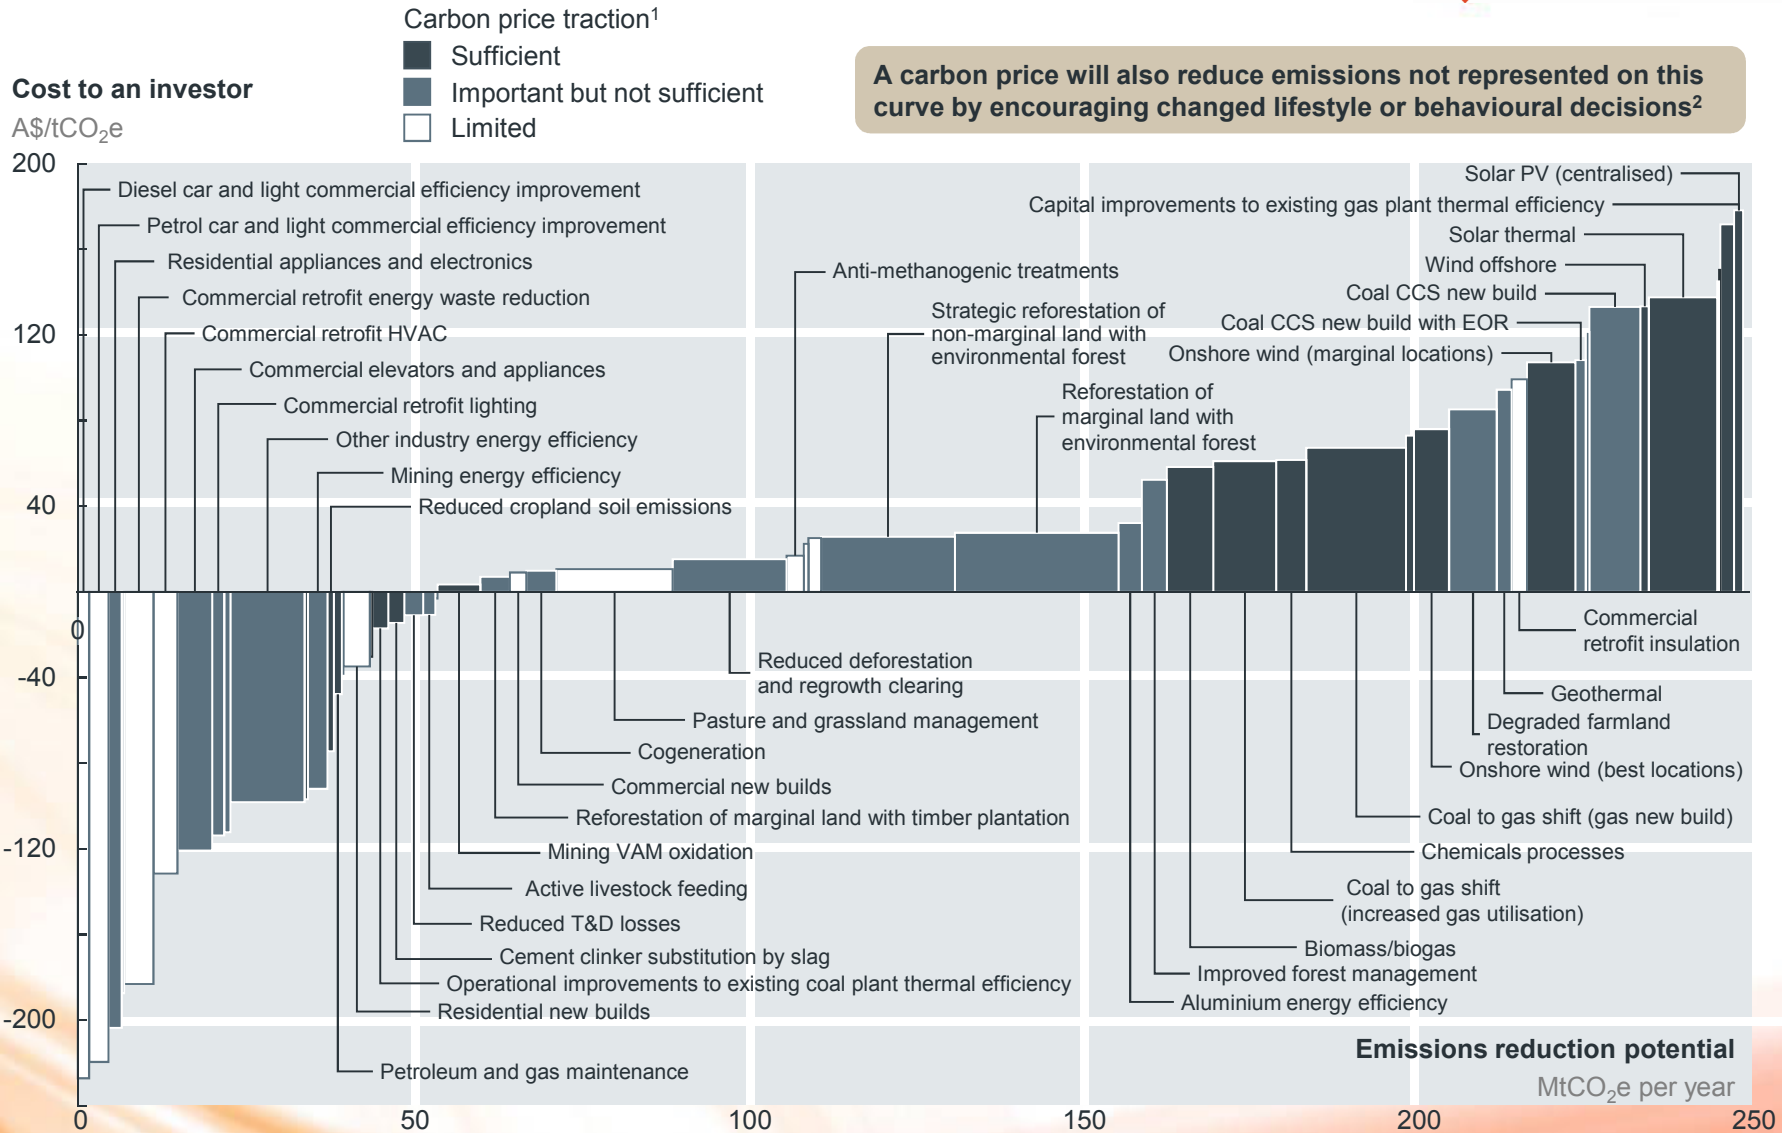 Carbon price traction¹
Sufficient
Important but not sufficient
Limited
Cost to an investor
A$/tCO₂e
A carbon price will also reduce emissions not represented on this
curve by encouraging changed lifestyle or behavioural decisions²
200
120
40
0
-40
-120
-200
Diesel car and light commercial efficiency improvement
Petrol car and light commercial efficiency improvement
Residential appliances and electronics
Commercial retrofit energy waste reduction
Commercial retrofit HVAC
Commercial elevators and appliances
Commercial retrofit lighting
Other industry energy efficiency
Mining energy efficiency
Reduced cropland soil emissions
Anti-methanogenic treatments
Strategic reforestation of
non-marginal land with
environmental forest
Reforestation of
marginal land with
environmental forest
Solar PV (centralised)
Capital improvements to existing gas plant thermal efficiency
Solar thermal
Wind offshore
Coal CCS new build
Coal CCS new build with EOR
Onshore wind (marginal locations)
Reduced deforestation
and regrowth clearing
Pasture and grassland management
Cogeneration
Commercial new builds
Reforestation of marginal land with timber plantation
Mining VAM oxidation
Active livestock feeding
Reduced T&D losses
Cement clinker substitution by slag
Operational improvements to existing coal plant thermal efficiency
Residential new builds
Petroleum and gas maintenance
Commercial
retrofit insulation
Geothermal
Degraded farmland
restoration
Onshore wind (best locations)
Coal to gas shift (gas new build)
Chemicals processes
Coal to gas shift
(increased gas utilisation)
Biomass/biogas
Improved forest management
Aluminium energy efficiency
Emissions reduction potential
MtCO₂e per year
0
50
100
150
200
250